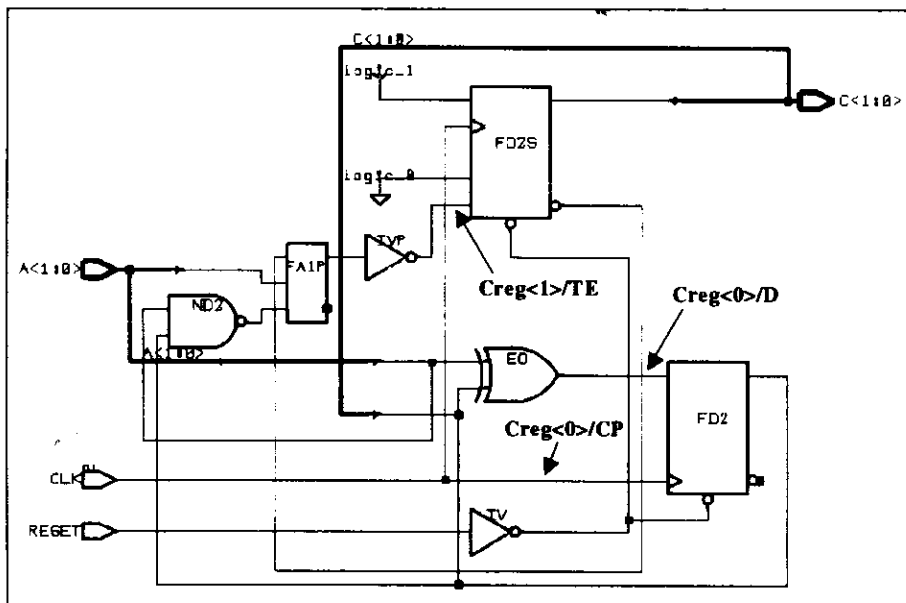 C<1:0>
logic_1
C<1:0>
FD2S
logic_0
IVP
FA1P
A<1:0>
ND2
Creg<1>/TE
Creg<0>/D
A<1:0>
EO
FD2
Creg<0>/CP
CLK
RESET
IV